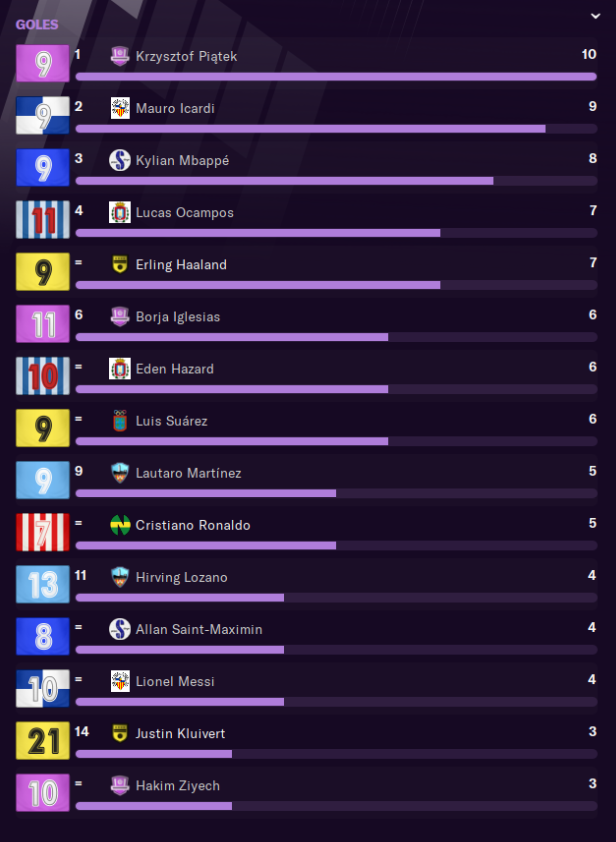 GOLES
9 1 Krzysztof Piątek 10
9 2 Mauro Icardi 9
9 3 Kylian Mbappé 8
11 4 Lucas Ocampos 7
9 = Erling Haaland 7
11 6 Borja Iglesias 6
10 = Eden Hazard 6
9 = Luis Suárez 6
9 9 Lautaro Martínez 5
7 = Cristiano Ronaldo 5
13 11 Hirving Lozano 4
8 = Allan Saint-Maximin 4
10 = Lionel Messi 4
21 14 Justin Kluivert 3
10 = Hakim Ziyech 3